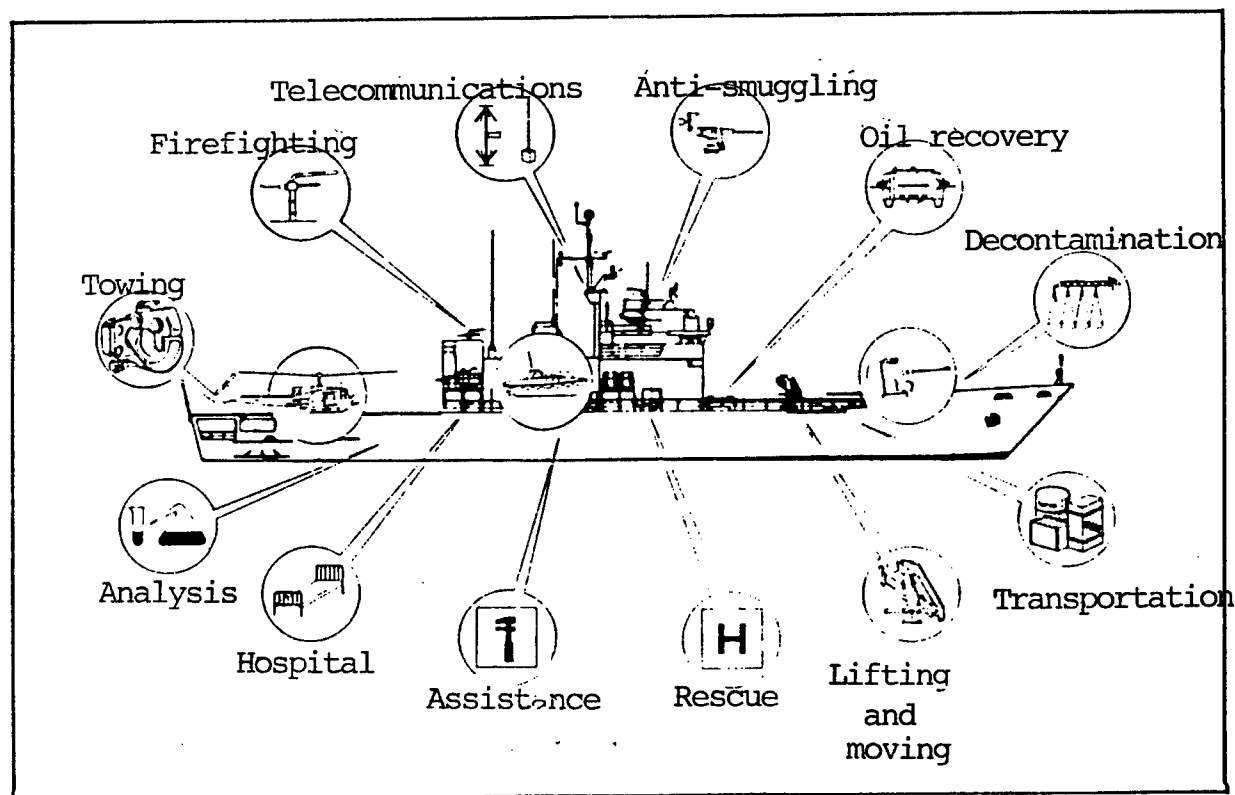 Telecommunications
Anti-smuggling
Firefighting
Oil recovery
Decontamination
Towing
Analysis
Hospital
Assistance
H
Rescue
Lifting
and
moving
Transportation